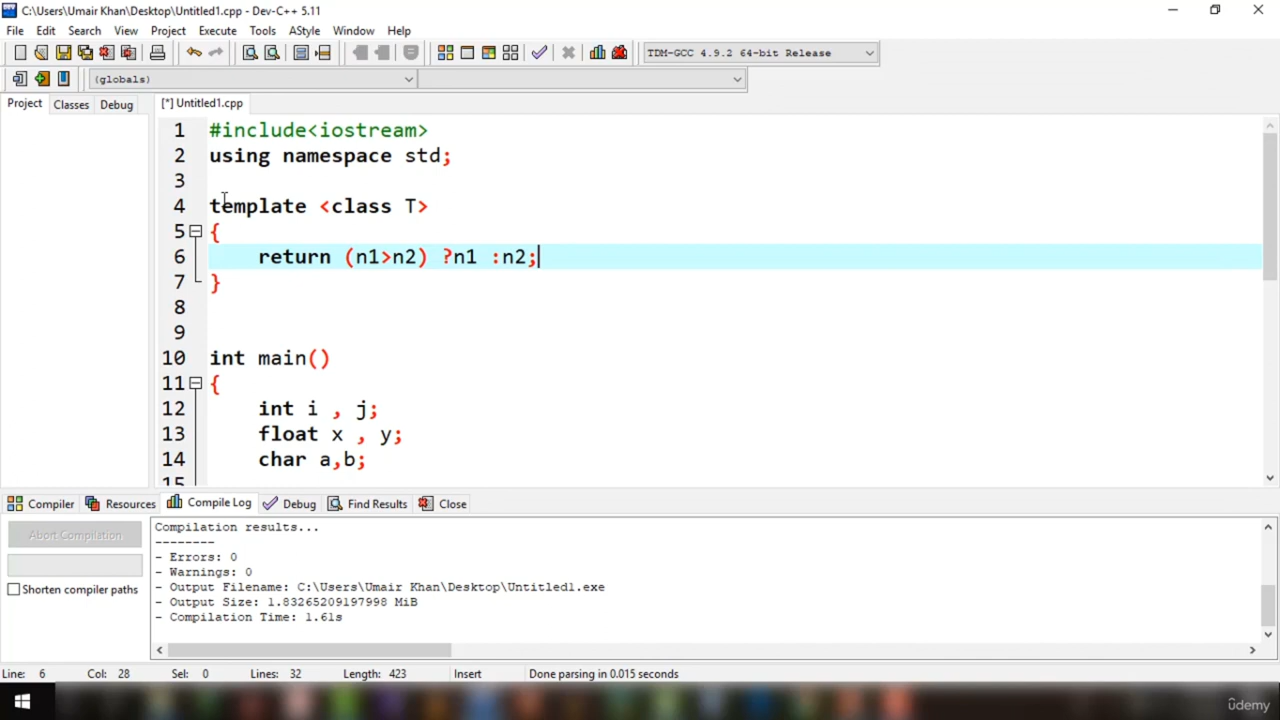 C:\Users\Umair Khan\Desktop\Untitled1.cpp - Dev-C++ 5.11
File Edit Search View Project Execute Tools AStyle Window Help
TDM-GCC 4.9.2 64-bit Release
(globals)
Project Classes Debug [*] Untitled1.cpp
1 #include<iostream>
2 using namespace std;
3
4 template <class T>
5 {
6 return (n1>n2) ?n1 :n2;
7 }
8
9
10 int main()
11 {
12 int i , j;
13 float x , y;
14 char a,b;
15
Compiler Resources Compile Log Debug Find Results Close
Abort Compilation
Shorten compiler paths
Compilation results...
--------
- Errors: 0
- Warnings: 0
- Output Filename: C:\Users\Umair Khan\Desktop\Untitled1.exe
- Output Size: 1.83265209197998 MiB
- Compilation Time: 1.61s
Line: 6 Col: 28 Sel: 0 Lines: 32 Length: 423 Insert Done parsing in 0.015 seconds
ûdemy